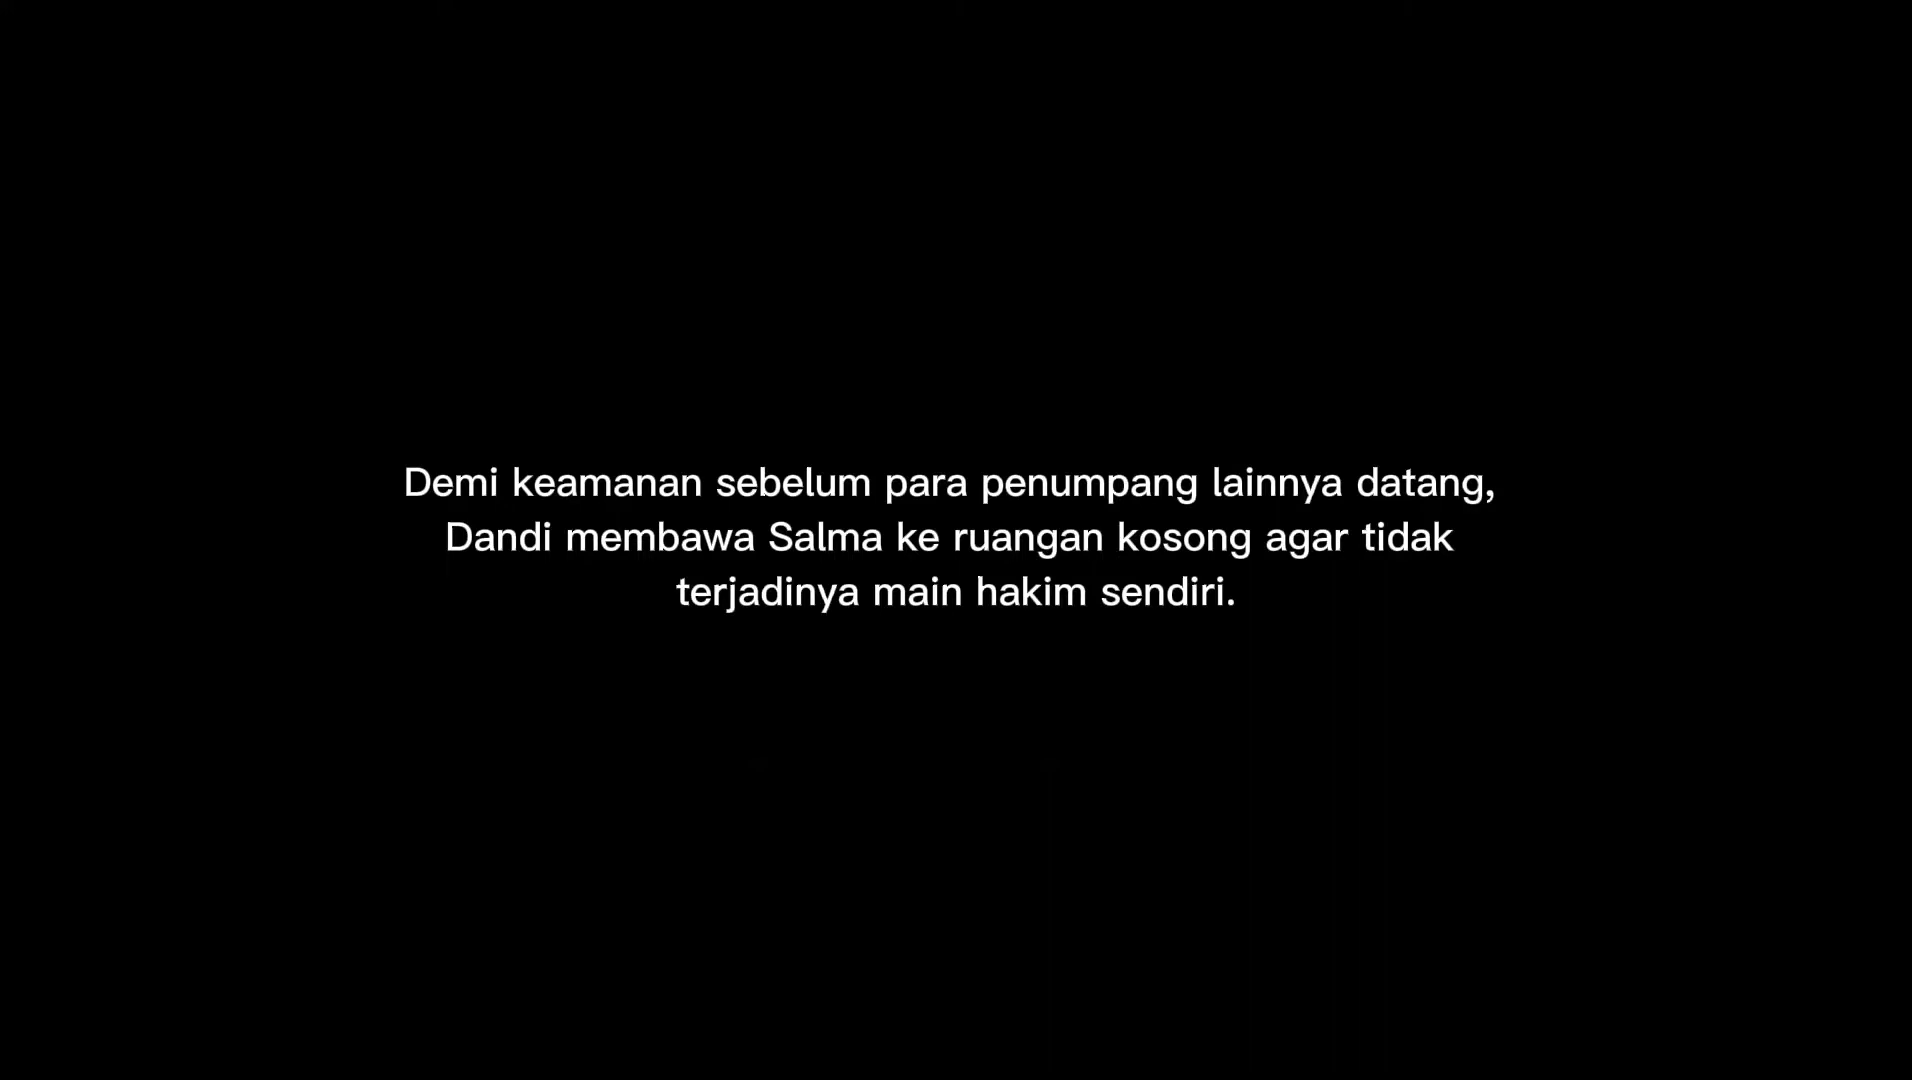 Demi keamanan sebelum para penumpang lainnya datang,
Dandi membawa Salma ke ruangan kosong agar tidak
terjadinya main hakim sendiri.